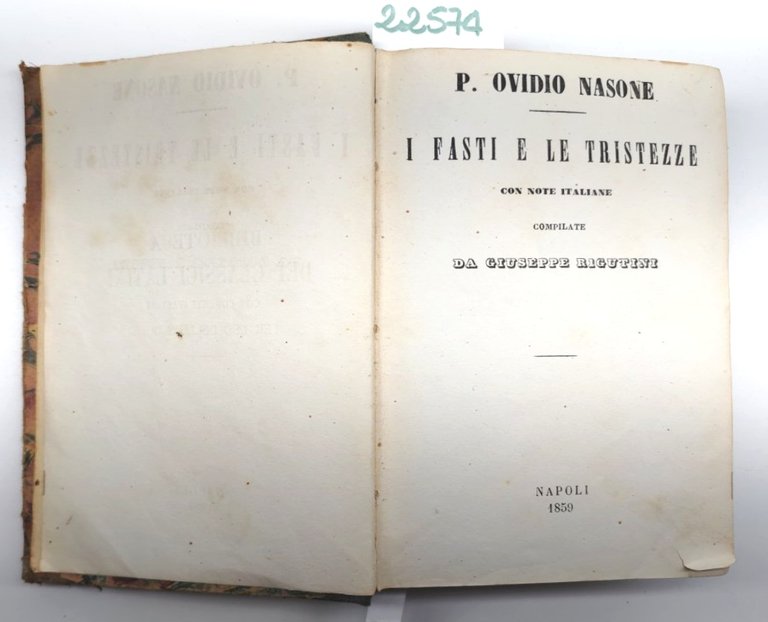 22574
P. OVIDIO NASONE
I FASTI E LE TRISTEZZE
CON NOTE ITALIANE
COMPILATE
DA GIUSEPPE RIGUTINI
NAPOLI
1859